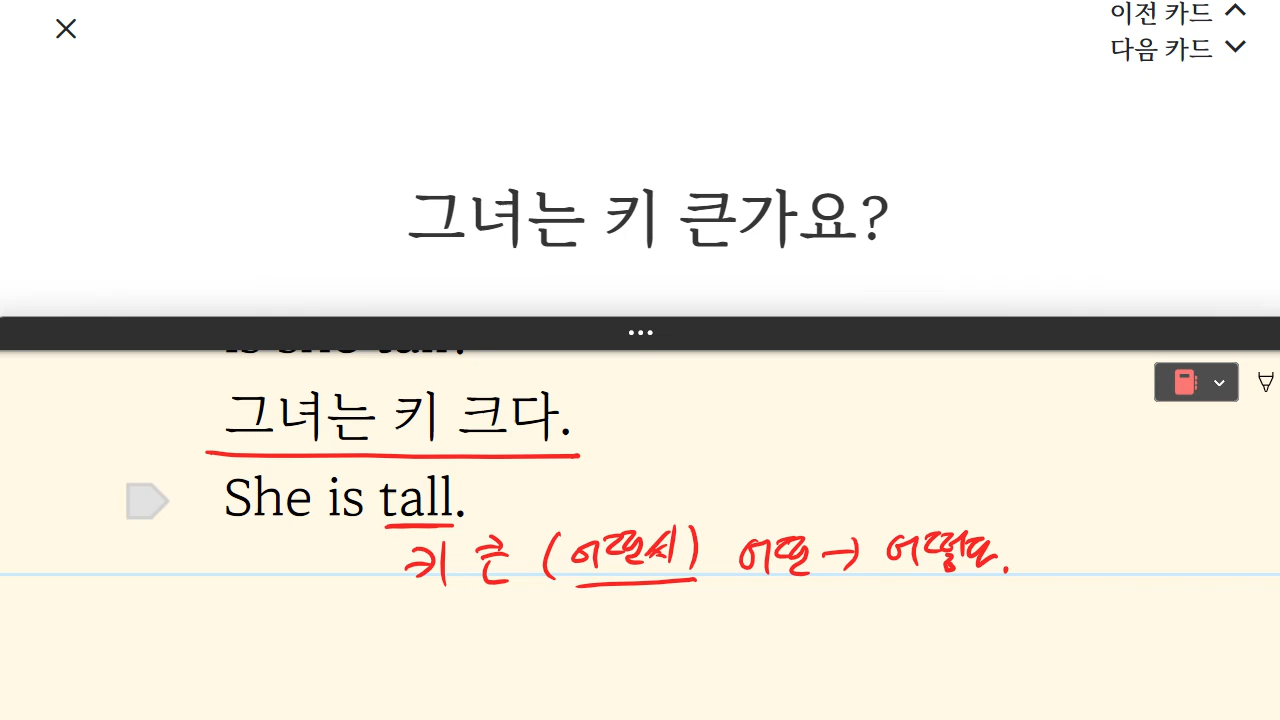 이전 카드
다음 카드
그녀는 키 큰가요?
그녀는 키 크다.
She is tall.
키 큰 (어떤씨) 어떤 → 어떻다.